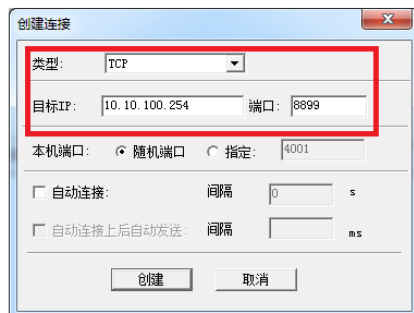 创建连接
类型: TCP
目标IP: 10.10.100.254 端口: 8899
本机端口: 随机端口 指定: 4001
自动连接: 间隔 0 s
自动连接上后自动发送: 间隔 ms
创建 取消